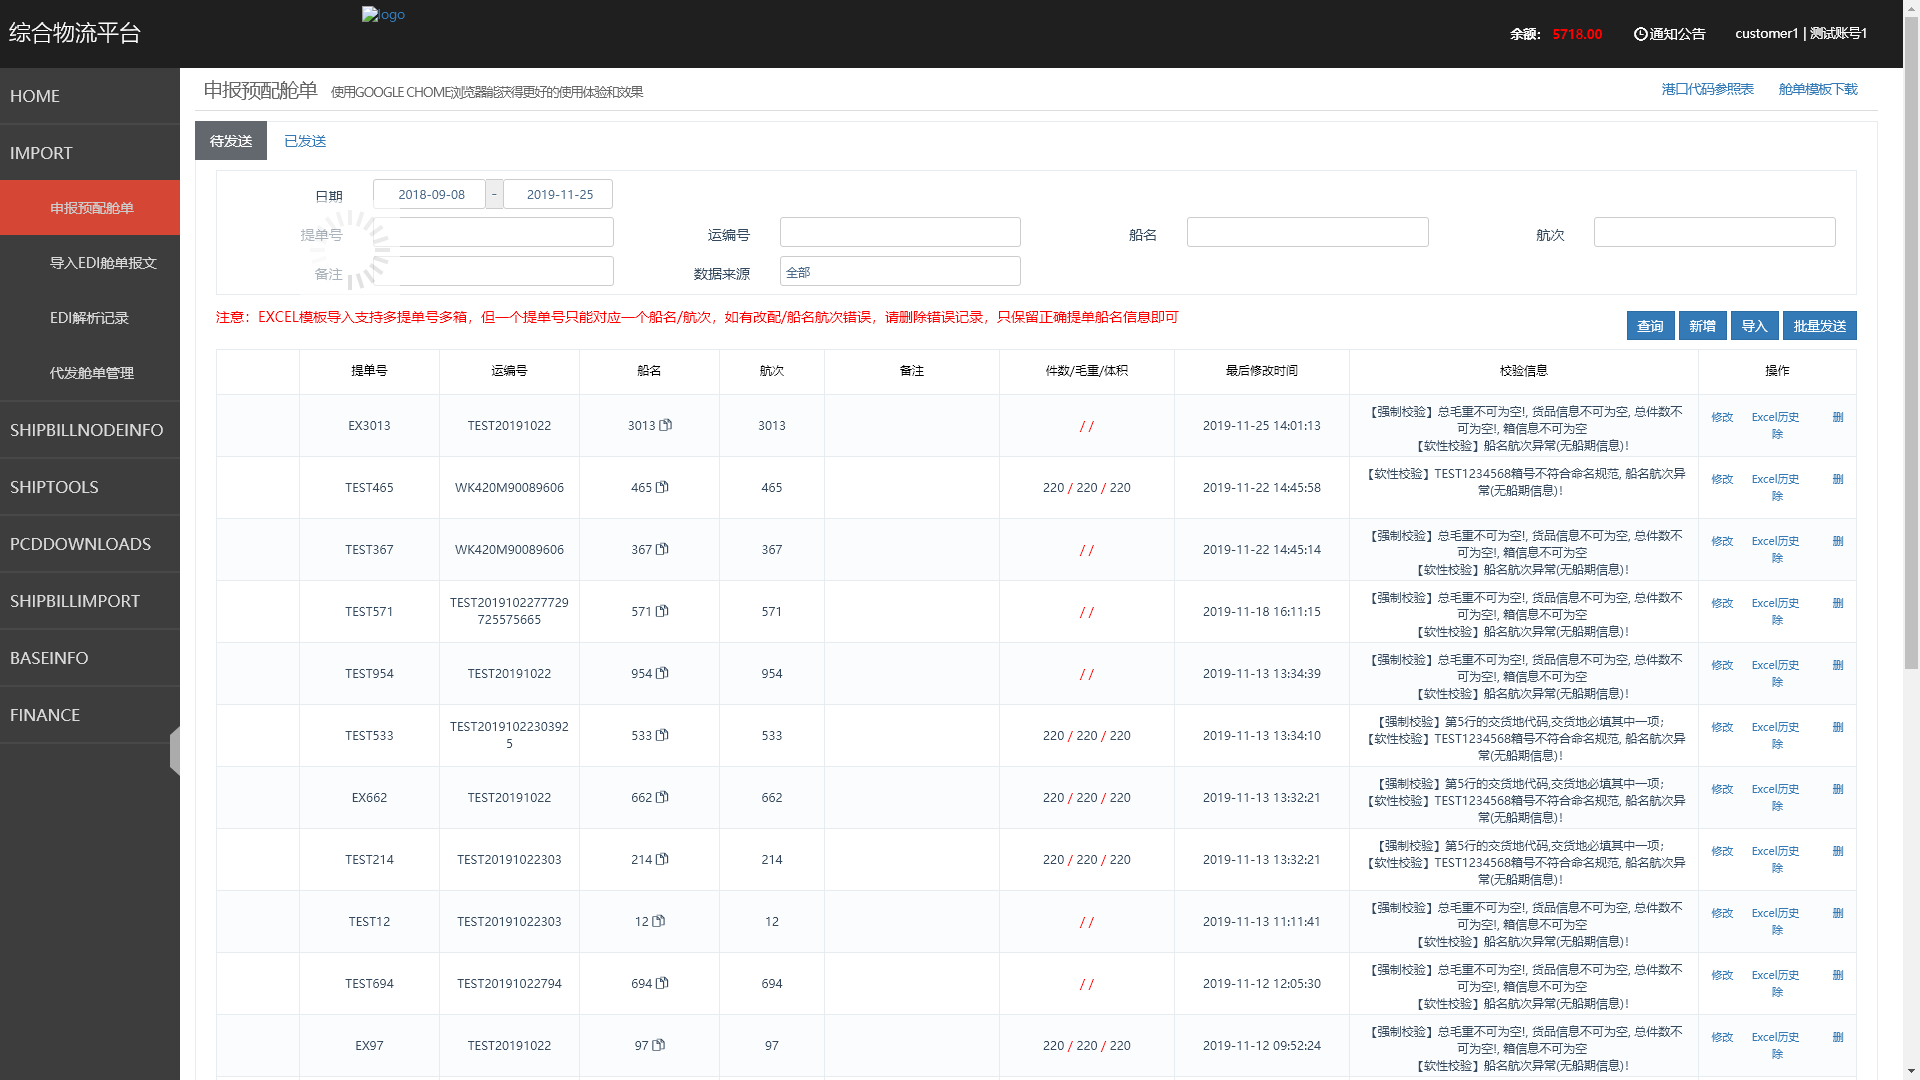 综合物流平台
logo
余额： 5718.00
通知公告
customer1 | 测试账号1
HOME
IMPORT
申报预配舱单
导入EDI舱单报文
EDI解析记录
代发舱单管理
SHIPBILLNODEINFO
SHIPTOOLS
PCDDOWNLOADS
SHIPBILLIMPORT
BASEINFO
FINANCE
申报预配舱单 使用GOOGLE CHOME浏览器能获得更好的使用体验和效果
港口代码参照表 舱单模板下载
待发送 已发送
日期 2018-09-08 - 2019-11-25
提单号 运编号 船名 航次
备注 数据来源 全部
注意：EXCEL模板导入支持多提单号多箱，但一个提单号只能对应一个船名/航次，如有改配/船名航次错误，请删除错误记录，只保留正确提单船名信息即可
查询 新增 导入 批量发送
提单号 运编号 船名 航次 备注 件数/毛重/体积 最后修改时间 校验信息 操作
EX3013 TEST20191022 3013 3013 / / 2019-11-25 14:01:13
【强制校验】总毛重不可为空!, 货品信息不可为空, 总件数不
可为空!, 箱信息不可为空
【软性校验】船名航次异常(无船期信息)!
修改 Excel历史 删
除
TEST465 WK420M90089606 465 465 220 / 220 / 220 2019-11-22 14:45:58
【软性校验】TEST1234568箱号不符合命名规范, 船名航次异
常(无船期信息)!
修改 Excel历史 删
除
TEST367 WK420M90089606 367 367 / / 2019-11-22 14:45:14
【强制校验】总毛重不可为空!, 货品信息不可为空, 总件数不
可为空!, 箱信息不可为空
【软性校验】船名航次异常(无船期信息)!
修改 Excel历史 删
除
TEST571 TEST2019102277729
725575665
571 571 / / 2019-11-18 16:11:15
【强制校验】总毛重不可为空!, 货品信息不可为空, 总件数不
可为空!, 箱信息不可为空
【软性校验】船名航次异常(无船期信息)!
修改 Excel历史 删
除
TEST954 TEST20191022 954 954 / / 2019-11-13 13:34:39
【强制校验】总毛重不可为空!, 货品信息不可为空, 总件数不
可为空!, 箱信息不可为空
【软性校验】船名航次异常(无船期信息)!
修改 Excel历史 删
除
TEST533 TEST2019102230392
5
533 533 220 / 220 / 220 2019-11-13 13:34:10
【强制校验】第5行的交货地代码,交货地必填其中一项；
【软性校验】TEST1234568箱号不符合命名规范, 船名航次异
常(无船期信息)!
修改 Excel历史 删
除
EX662 TEST20191022 662 662 220 / 220 / 220 2019-11-13 13:32:21
【强制校验】第5行的交货地代码,交货地必填其中一项；
【软性校验】TEST1234568箱号不符合命名规范, 船名航次异
常(无船期信息)!
修改 Excel历史 删
除
TEST214 TEST20191022303 214 214 220 / 220 / 220 2019-11-13 13:32:21
【强制校验】第5行的交货地代码,交货地必填其中一项；
【软性校验】TEST1234568箱号不符合命名规范, 船名航次异
常(无船期信息)!
修改 Excel历史 删
除
TEST12 TEST20191022303 12 12 / / 2019-11-13 11:11:41
【强制校验】总毛重不可为空!, 货品信息不可为空, 总件数不
可为空!, 箱信息不可为空
【软性校验】船名航次异常(无船期信息)!
修改 Excel历史 删
除
TEST694 TEST20191022794 694 694 / / 2019-11-12 12:05:30
【强制校验】总毛重不可为空!, 货品信息不可为空, 总件数不
可为空!, 箱信息不可为空
【软性校验】船名航次异常(无船期信息)!
修改 Excel历史 删
除
EX97 TEST20191022 97 97 220 / 220 / 220 2019-11-12 09:52:24
【强制校验】总毛重不可为空!, 货品信息不可为空, 总件数不
可为空!, 箱信息不可为空
【软性校验】船名航次异常(无船期信息)!
修改 Excel历史 删
除